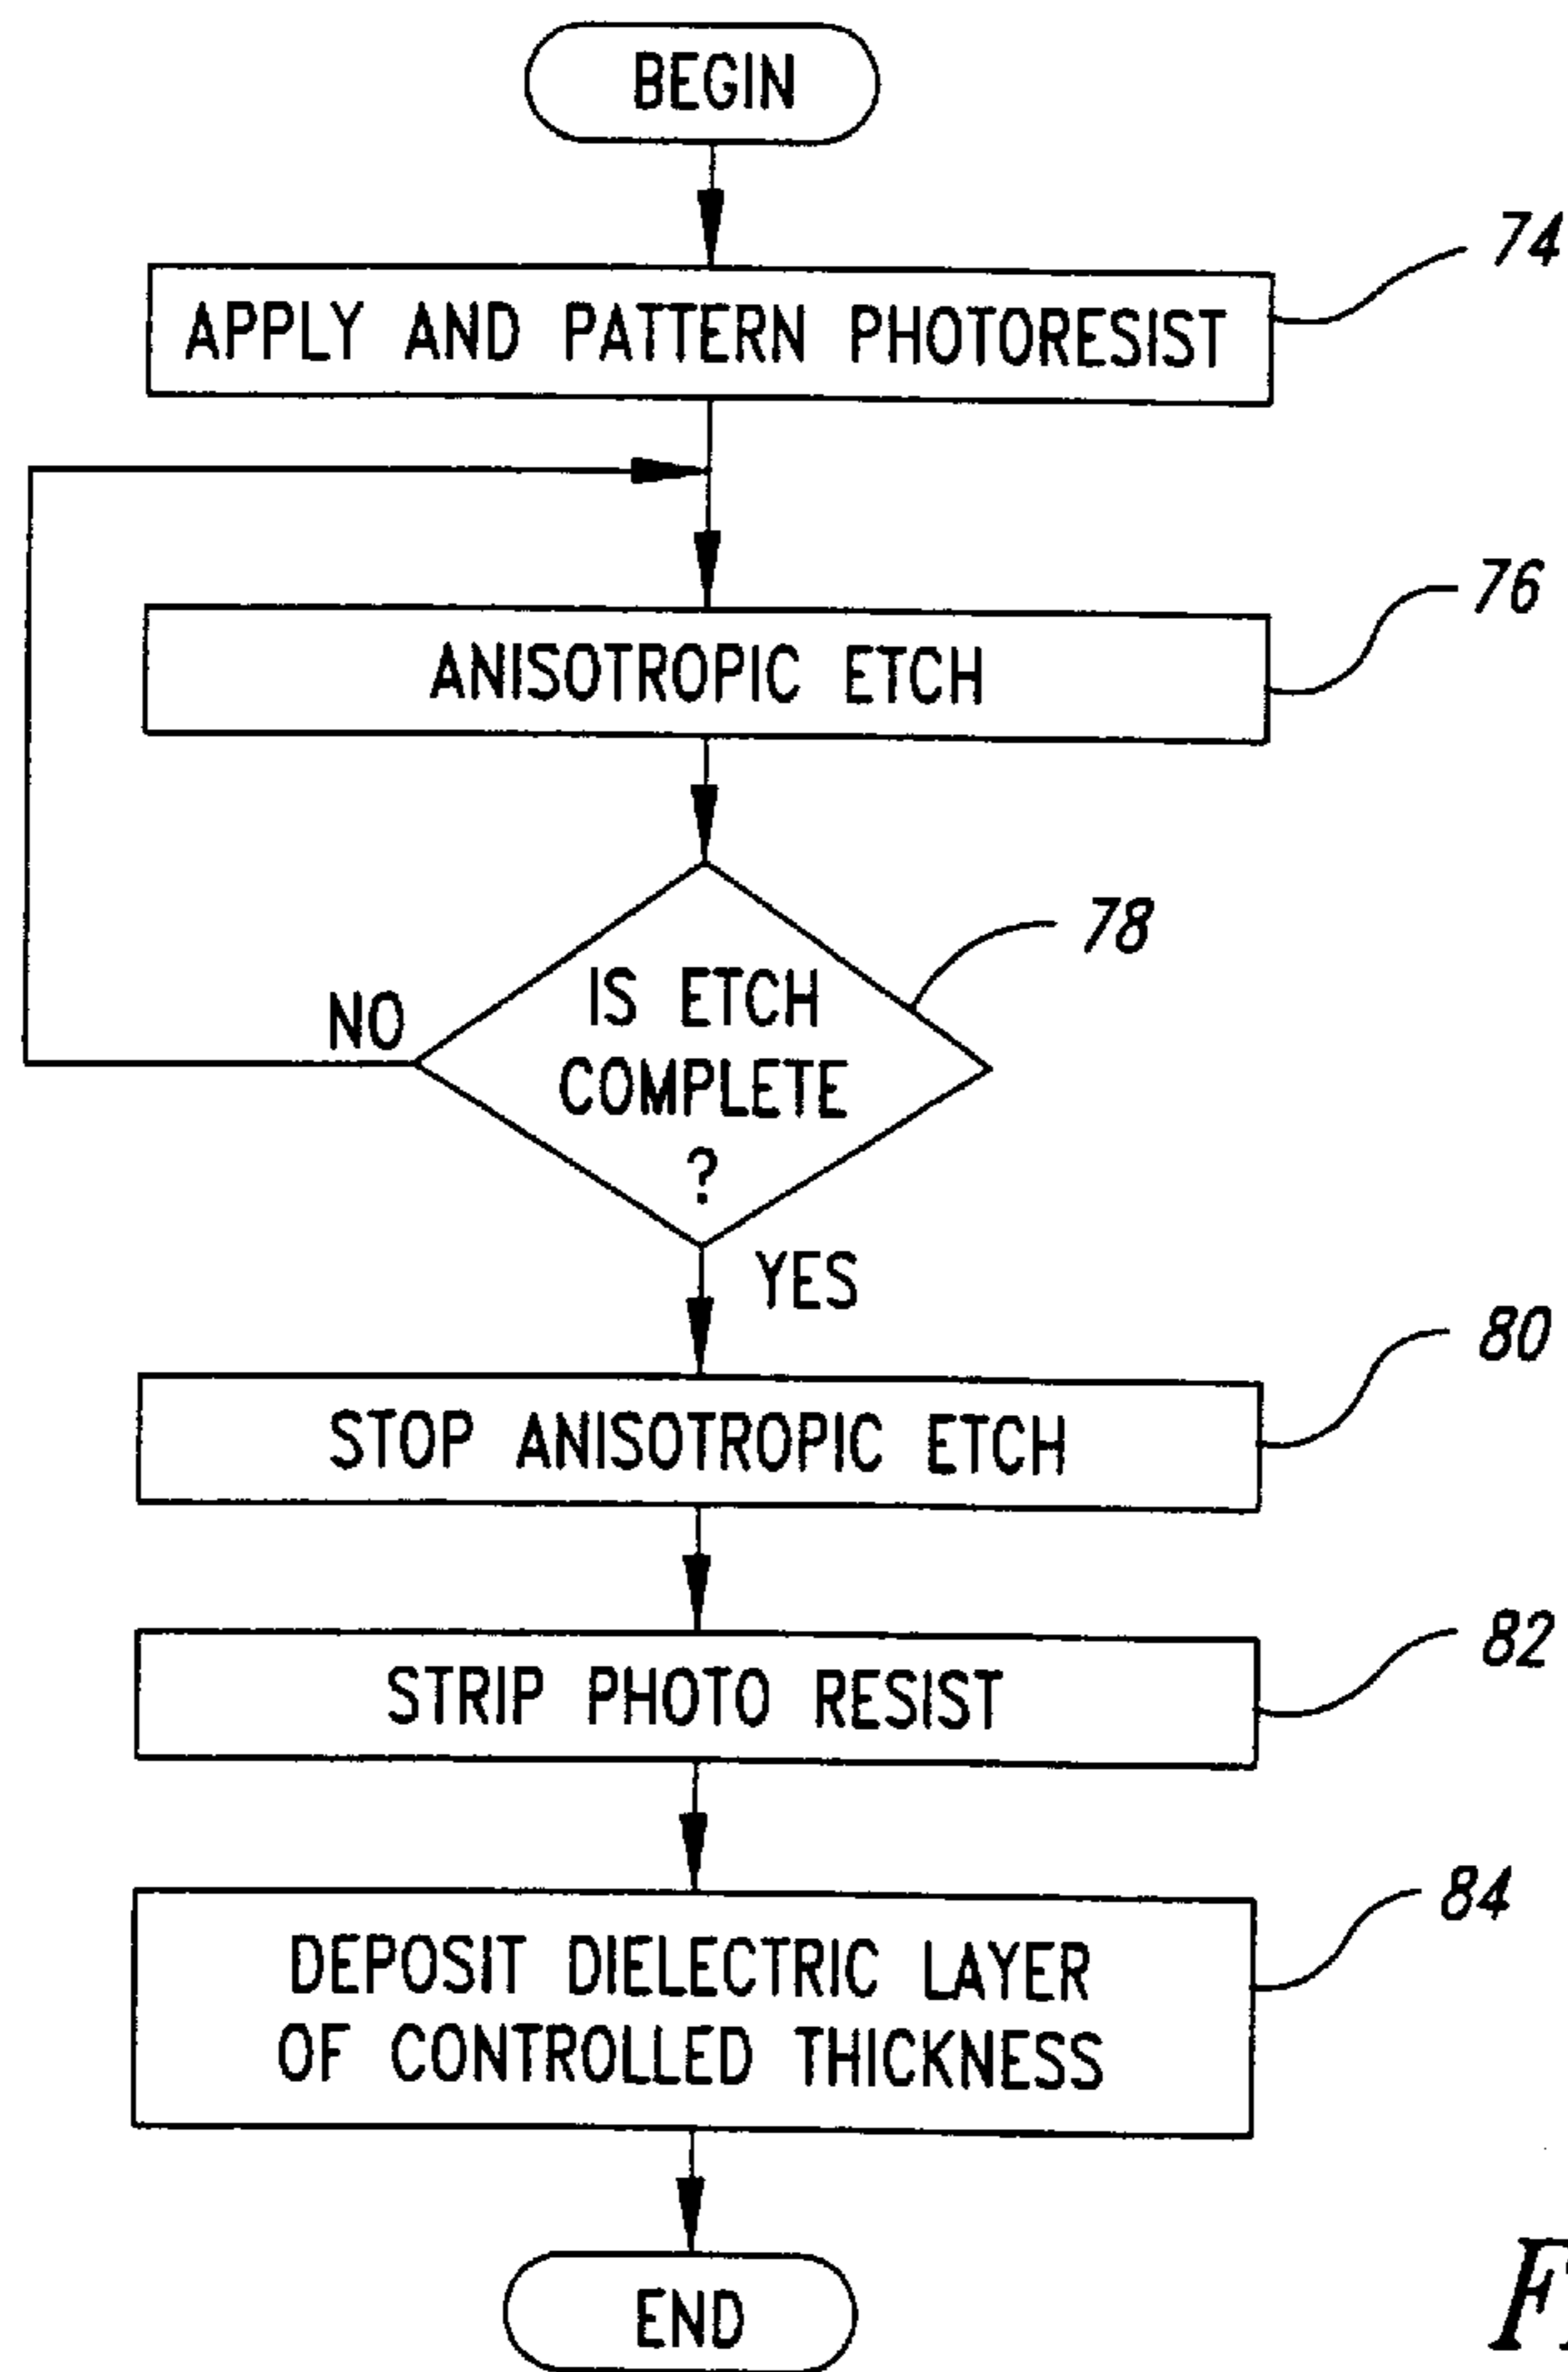 BEGIN
APPLY AND PATTERN PHOTORESIST
74
ANISOTROPIC ETCH
76
IS ETCH
COMPLETE
?
78
NO
YES
STOP ANISOTROPIC ETCH
80
STRIP PHOTO RESIST
82
DEPOSIT DIELECTRIC LAYER
OF CONTROLLED THICKNESS
84
END